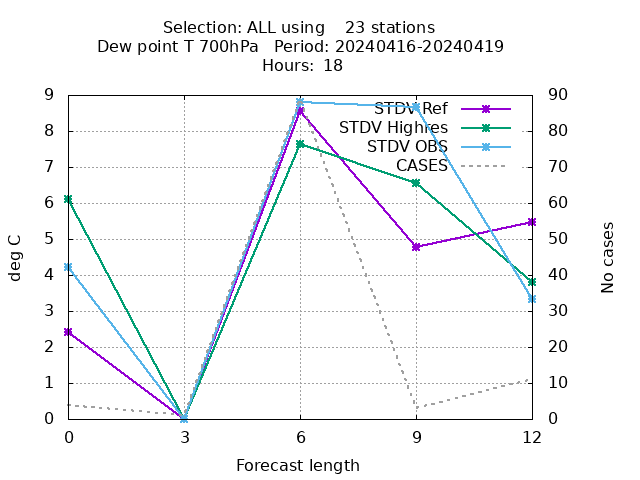 Selection: ALL using 23 stations
Dew point T 700hPa Period: 20240416-20240419
Hours: 18
9 90
STDV Ref
8 80
STDV Highres
STDV OBS
7 CASES 70
6 60
5 50
deg C
No cases
4 40
3 30
2 20
1 10
0 0
0 3 6 9 12
Forecast length